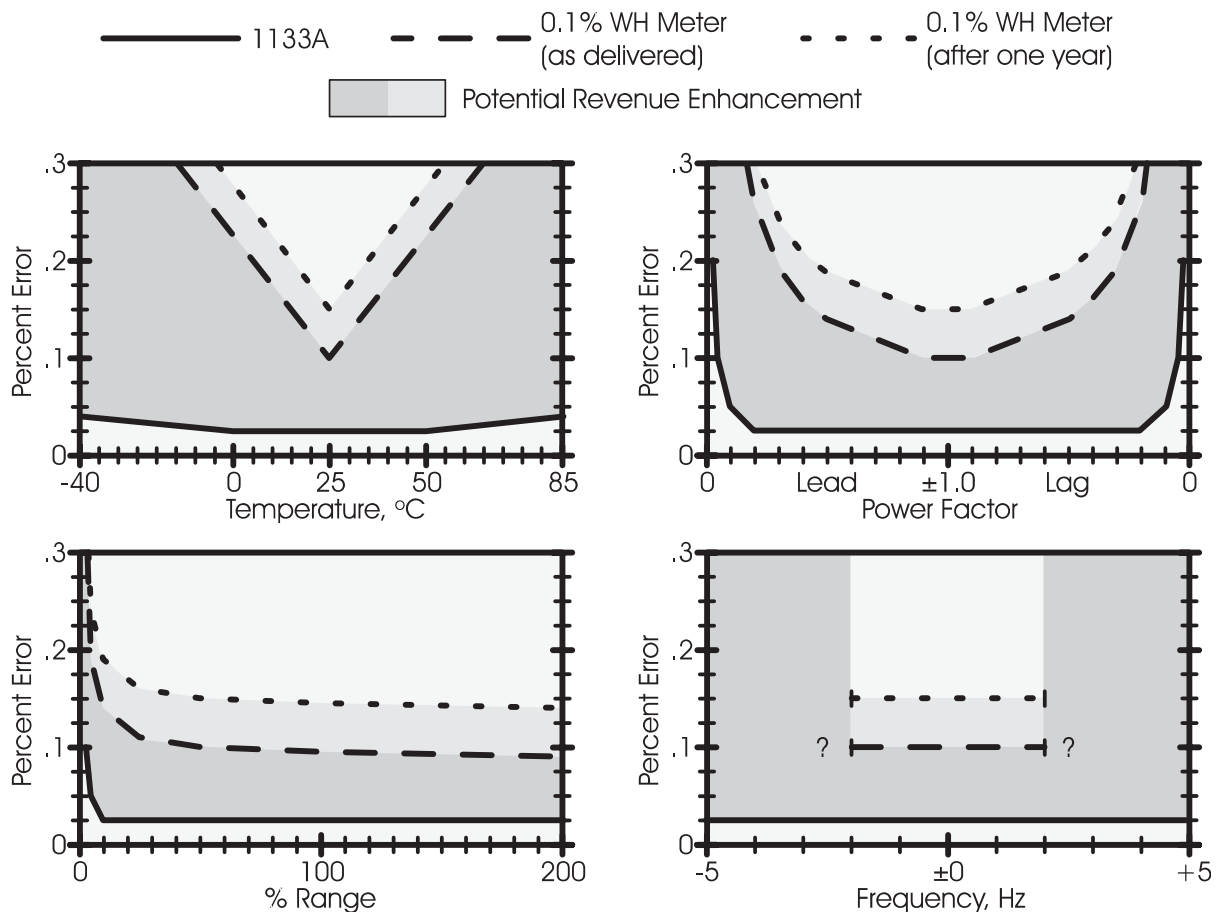 1133A
0.1% WH Meter
(as delivered)
0.1% WH Meter
(after one year)
Potential Revenue Enhancement
.3
.2
.1
0
Percent Error
-40
0
25
50
85
Temperature, °C
.3
.2
.1
0
Percent Error
0
Lead
±1.0
Lag
0
Power Factor
.3
.2
.1
0
Percent Error
0
100
200
% Range
.3
.2
.1
0
Percent Error
?
?
-5
±0
+5
Frequency, Hz